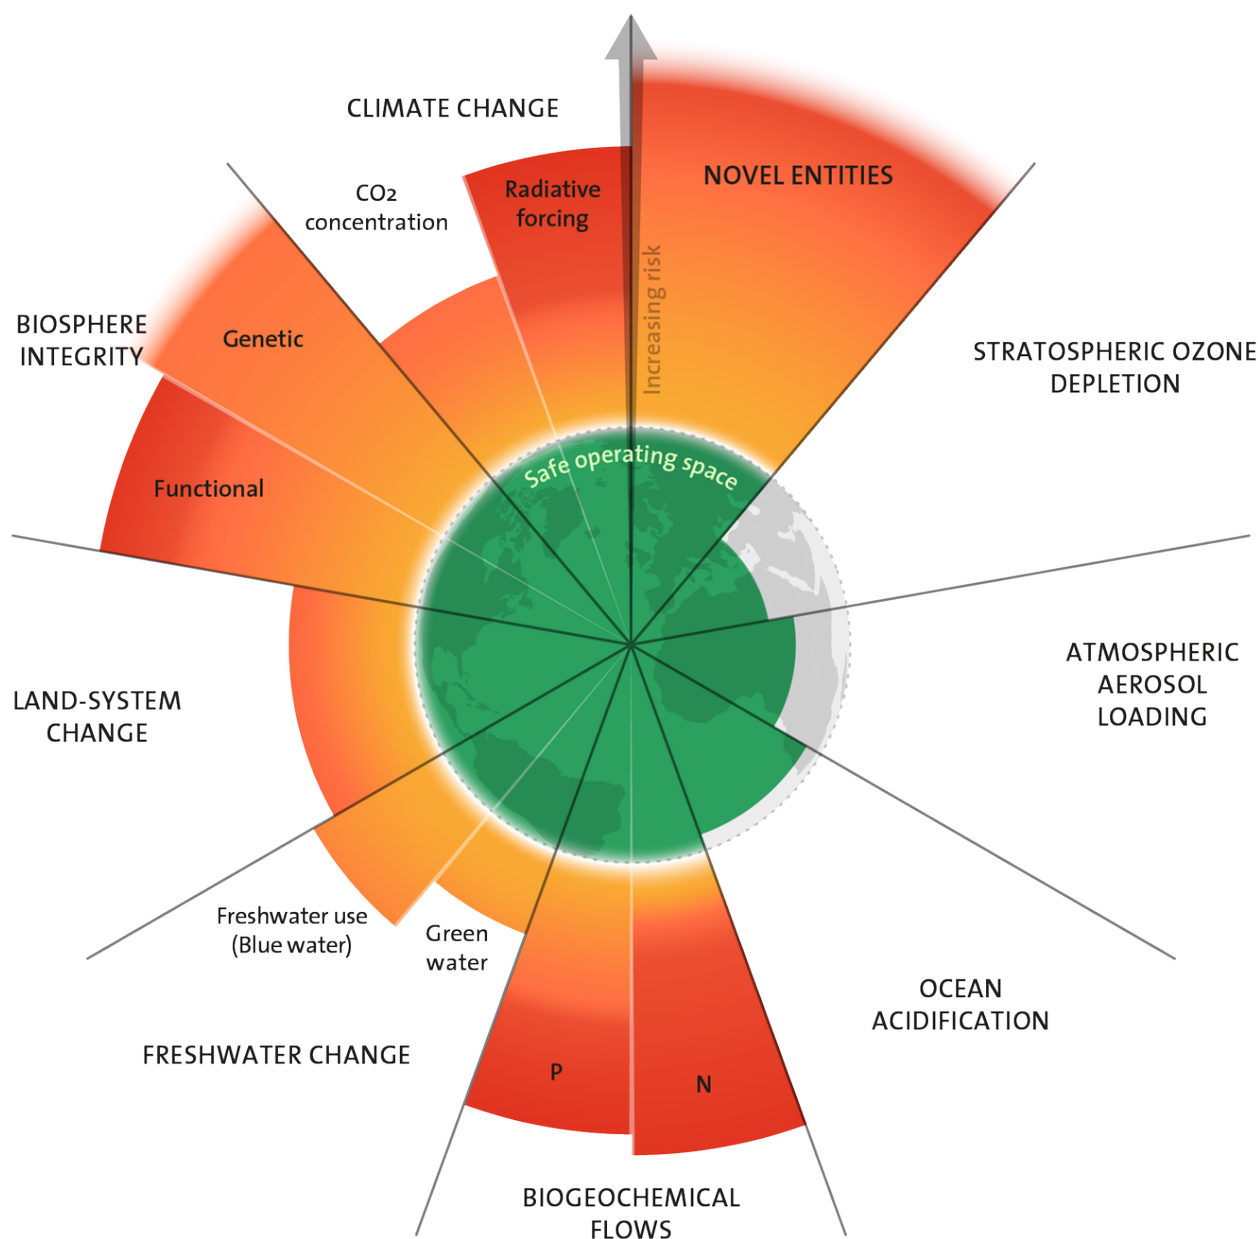 CLIMATE CHANGE
CO2
concentration
Radiative
forcing
NOVEL ENTITIES
Increasing risk
BIOSPHERE
INTEGRITY
Genetic
Functional
STRATOSPHERIC OZONE
DEPLETION
Safe operating space
ATMOSPHERIC
AEROSOL
LOADING
LAND-SYSTEM
CHANGE
Freshwater use
(Blue water)
Green
water
FRESHWATER CHANGE
OCEAN
ACIDIFICATION
P
N
BIOGEOCHEMICAL
FLOWS